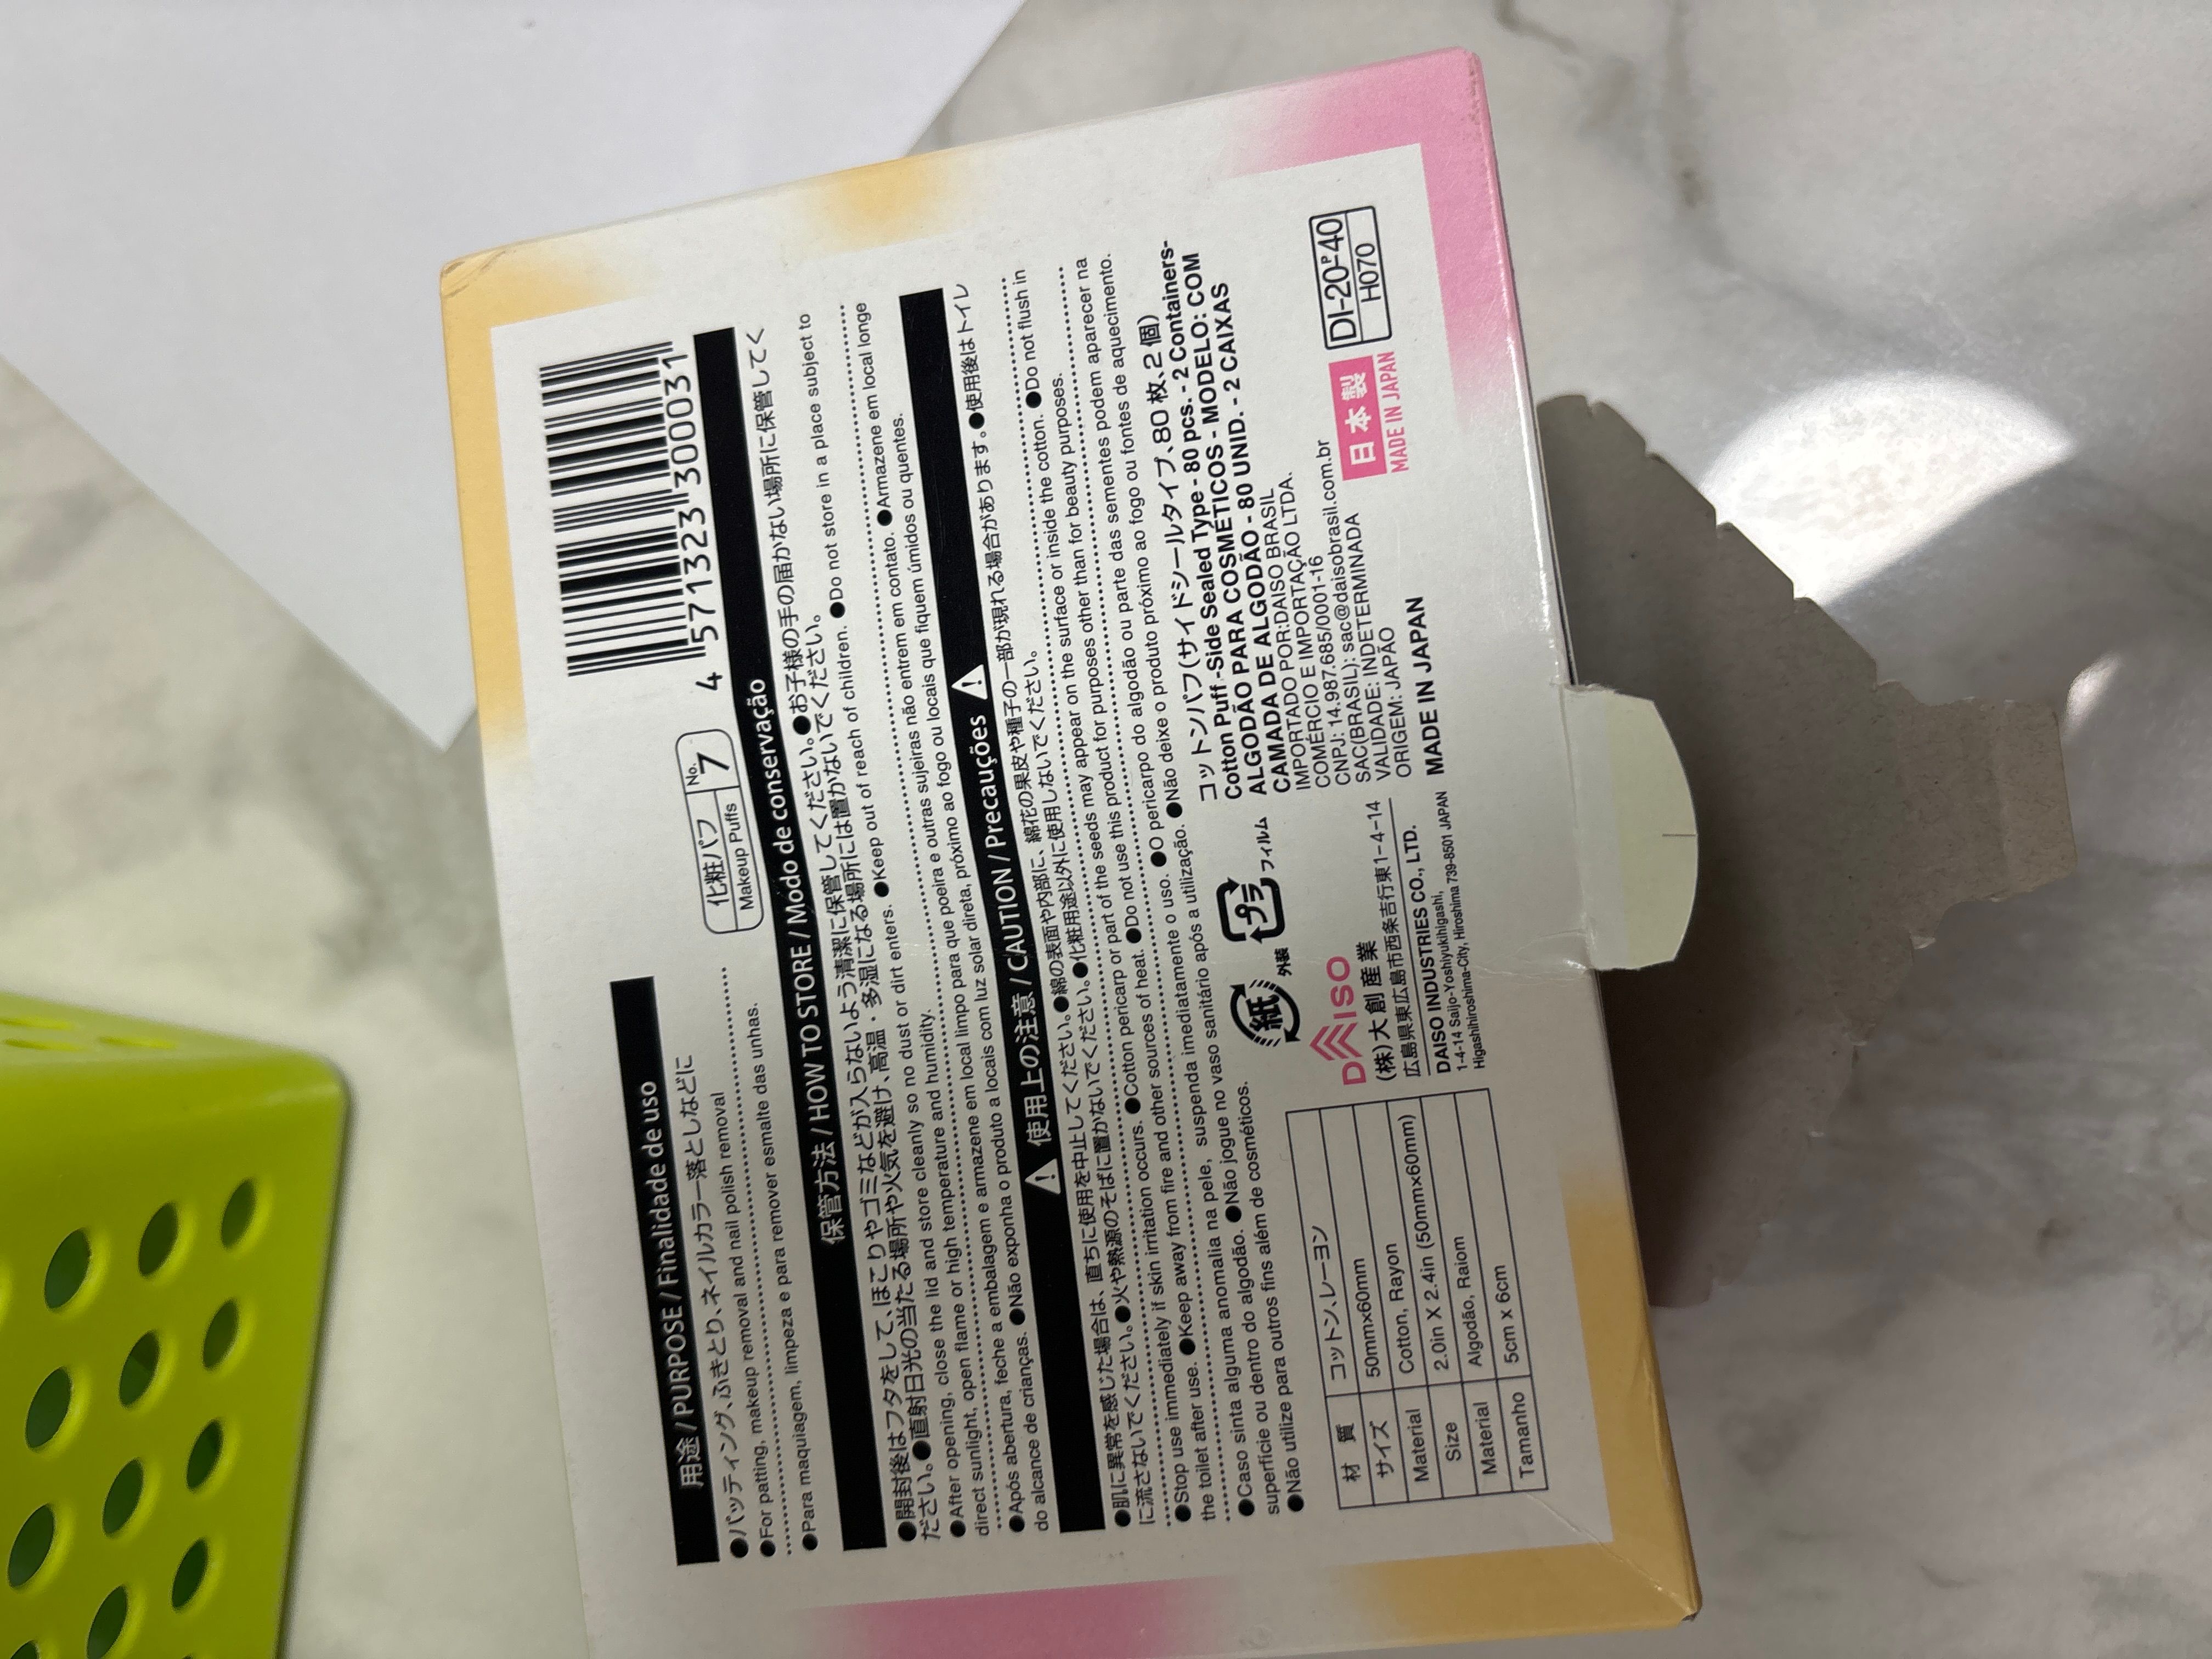 4 571323 300031
化粧パフ No. 7
Makeup Puffs
用途 / PURPOSE / Finalidade de uso
●パッティング、ふきとり、ネイルカラー落としなどに
●For patting, makeup removal and nail polish removal
●Para maquiagem, limpeza e para remover esmalte das unhas.
保管方法 / HOW TO STORE / Modo de conservação
●開封後はフタをして、ほこりやゴミなどが入らないよう清潔に保管してください。●お子様の手の届かない場所に保管してく
ださい。●直射日光の当たる場所や火気を避け、高温・多湿になる場所には置かないでください。
●After opening, close the lid and store cleanly so no dust or dirt enters. ●Keep out of reach of children. ●Do not store in a place subject to
direct sunlight, open flame or high temperature and humidity.
●Após abertura, feche a embalagem e armazene em local limpo para que poeira e outras sujeiras não entrem em contato. ●Armazene em local longe
do alcance de crianças. ●Não exponha o produto a locais com luz solar direta, próximo ao fogo ou locais que fiquem úmidos ou quentes.
使用上の注意 / CAUTION / Precauções
●肌に異常を感じた場合は、直ちに使用を中止してください。●綿の表面や内部に、綿花の果皮や種子の一部が現れる場合があります。●使用後はトイレ
に流さないでください。●火や熱源のそばに置かないでください。●化粧用途以外に使用しないでください。
●Stop use immediately if skin irritation occurs. ●Cotton pericarp or part of the seeds may appear on the surface or inside the cotton. ●Do not flush in
the toilet after use. ●Keep away from fire and other sources of heat. ●Do not use this product for purposes other than for beauty purposes.
●Caso sinta alguma anomalia na pele, suspenda imediatamente o uso. ●O pericarpo do algodão ou parte das sementes podem aparecer na
superfície ou dentro do algodão. ●Não jogue no vaso sanitário após a utilização. ●Não deixe o produto próximo ao fogo ou fontes de aquecimento.
●Não utilize para outros fins além de cosméticos.
材 質 コットン、レーヨン
サイズ 50mmx60mm
Material Cotton, Rayon
Size 2.0in X 2.4in (50mmx60mm)
Material Algodão, Raiom
Tamanho 5cm x 6cm
紙 外装
プラ フィルム
DAISO
(株)大創産業
広島県東広島市西条吉行東1-4-14
DAISO INDUSTRIES CO., LTD.
1-4-14 Saijo-Yoshiyukihigashi,
Higashihiroshima-City, Hiroshima 739-8501 JAPAN
コットンパフ(サイドシールタイプ、80枚、2個)
Cotton Puff -Side Sealed Type - 80 pcs. - 2 Containers-
ALGODÃO PARA COSMÉTICOS - MODELO: COM
CAMADA DE ALGODÃO - 80 UNID. - 2 CAIXAS
IMPORTADO POR:DAISO BRASIL
COMÉRCIO E IMPORTAÇÃO LTDA.
CNPJ: 14.987.685/0001-16
SAC(BRASIL): sac@daisobrasil.com.br
VALIDADE: INDETERMINADA
ORIGEM: JAPÃO
MADE IN JAPAN
日本製
MADE IN JAPAN
DI-20-P-40
H070